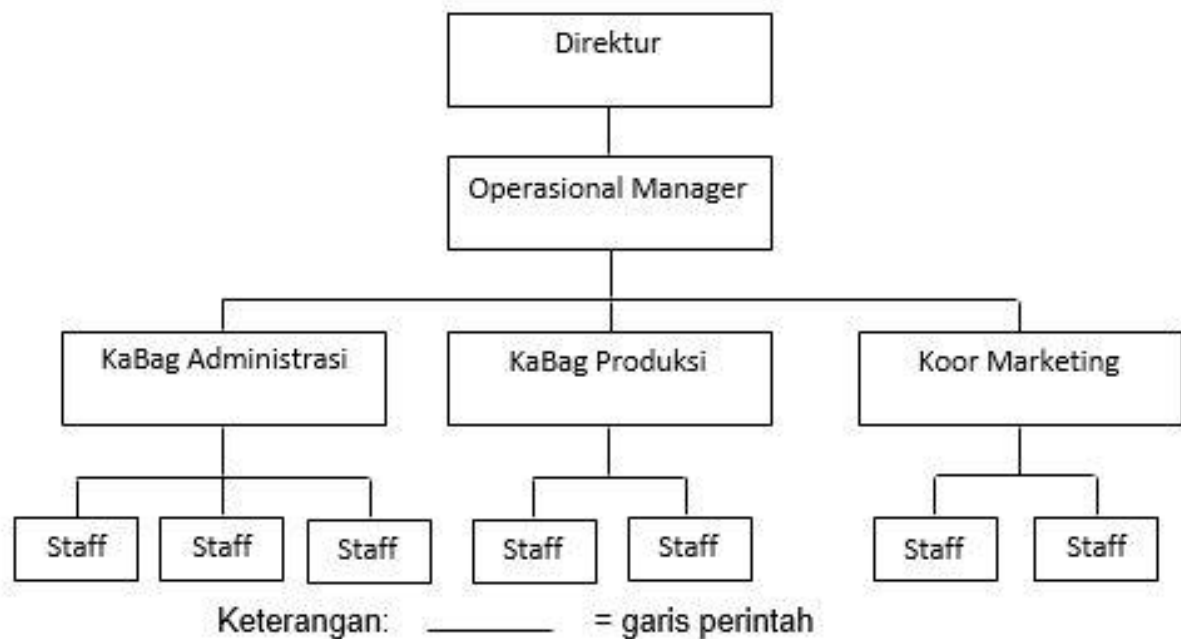 Direktur
Operasional Manager
KaBag Administrasi
KaBag Produksi
Koor Marketing
Staff
Staff
Staff
Staff
Staff
Staff
Staff
Keterangan: ________ = garis perintah